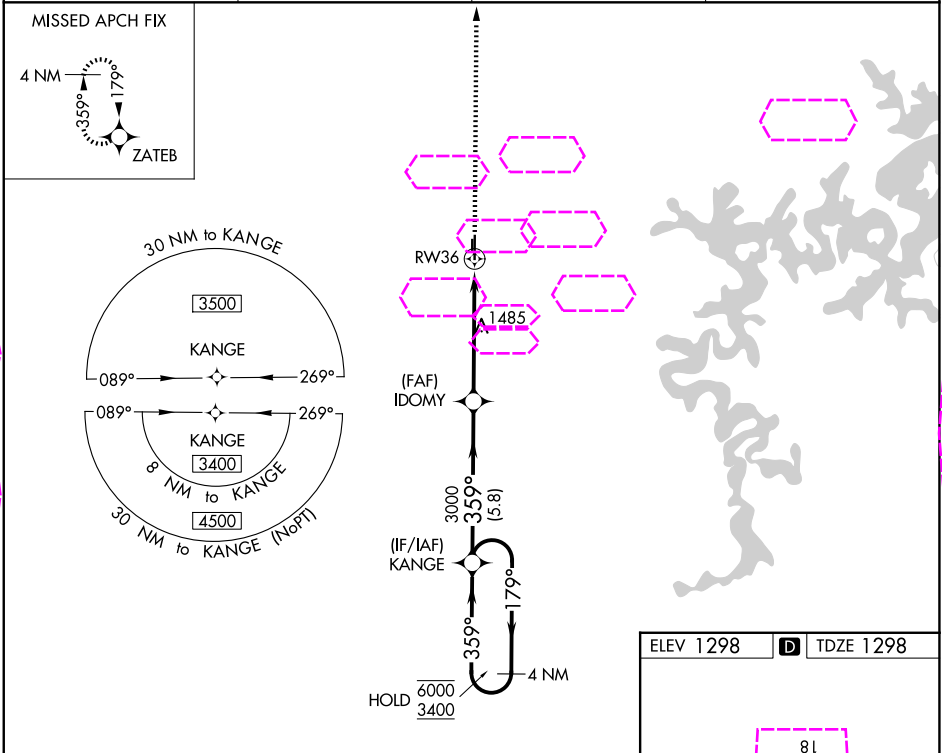 MISSED APCH FIX
4 NM
359°
179°
ZATEB
30 NM to KANGE
3500
KANGE
089°
269°
089°
269°
KANGE
3400
8 NM to KANGE
4500
30 NM to KANGE (NoPT)
RW36
1485
(FAF)
IDOMY
3000
359°
(5.8)
(IF/IAF)
KANGE
359°
179°
4 NM
HOLD 6000
3400
ELEV 1298 D TDZE 1298
18